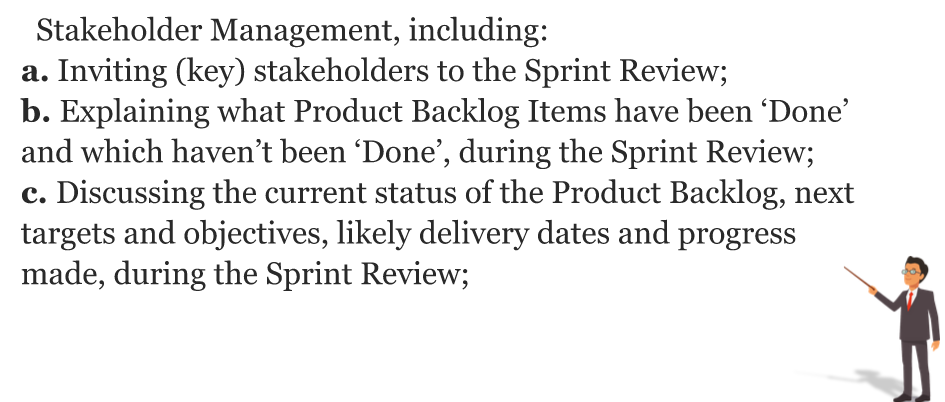 Stakeholder Management, including:
a. Inviting (key) stakeholders to the Sprint Review;
b. Explaining what Product Backlog Items have been ‘Done’
and which haven’t been ‘Done’, during the Sprint Review;
c. Discussing the current status of the Product Backlog, next
targets and objectives, likely delivery dates and progress
made, during the Sprint Review;